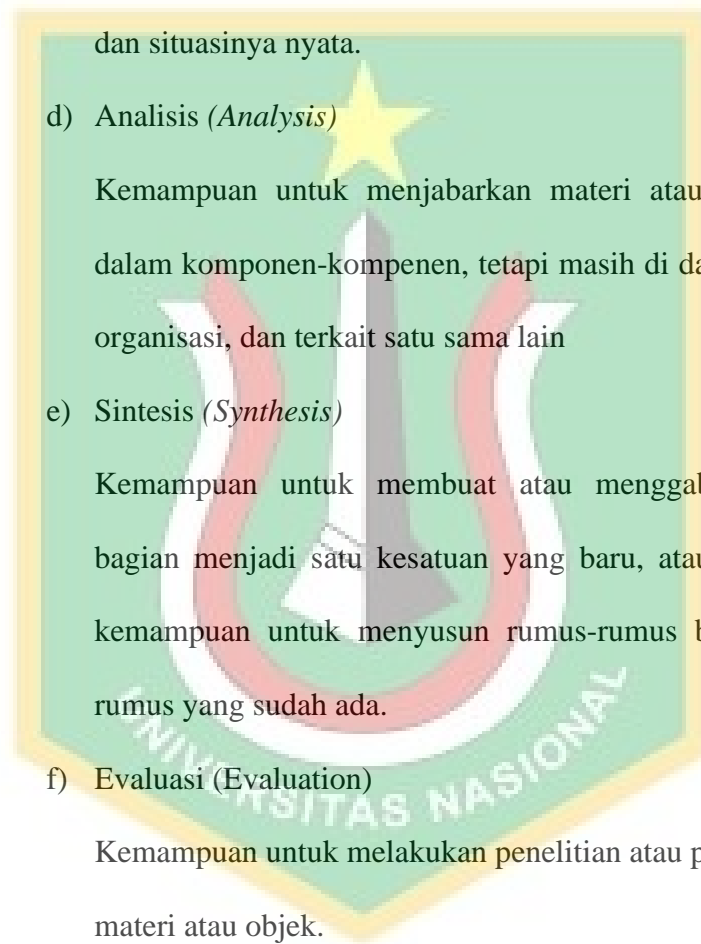 dan situasinya nyata.
d) Analisis (Analysis)
Kemampuan untuk menjabarkan materi atau
dalam komponen-kompenen, tetapi masih di
organisasi, dan terkait satu sama lain
e) Sintesis (Synthesis)
Kemampuan untuk membuat atau
bagian menjadi satu kesatuan yang baru, atau
kemampuan untuk menyusun rumus-rumus
rumus yang sudah ada.
f) Evaluasi (Evaluation)
Kemampuan untuk melakukan penelitian atau
materi atau objek.
UNIVERSITAS NASIONAL